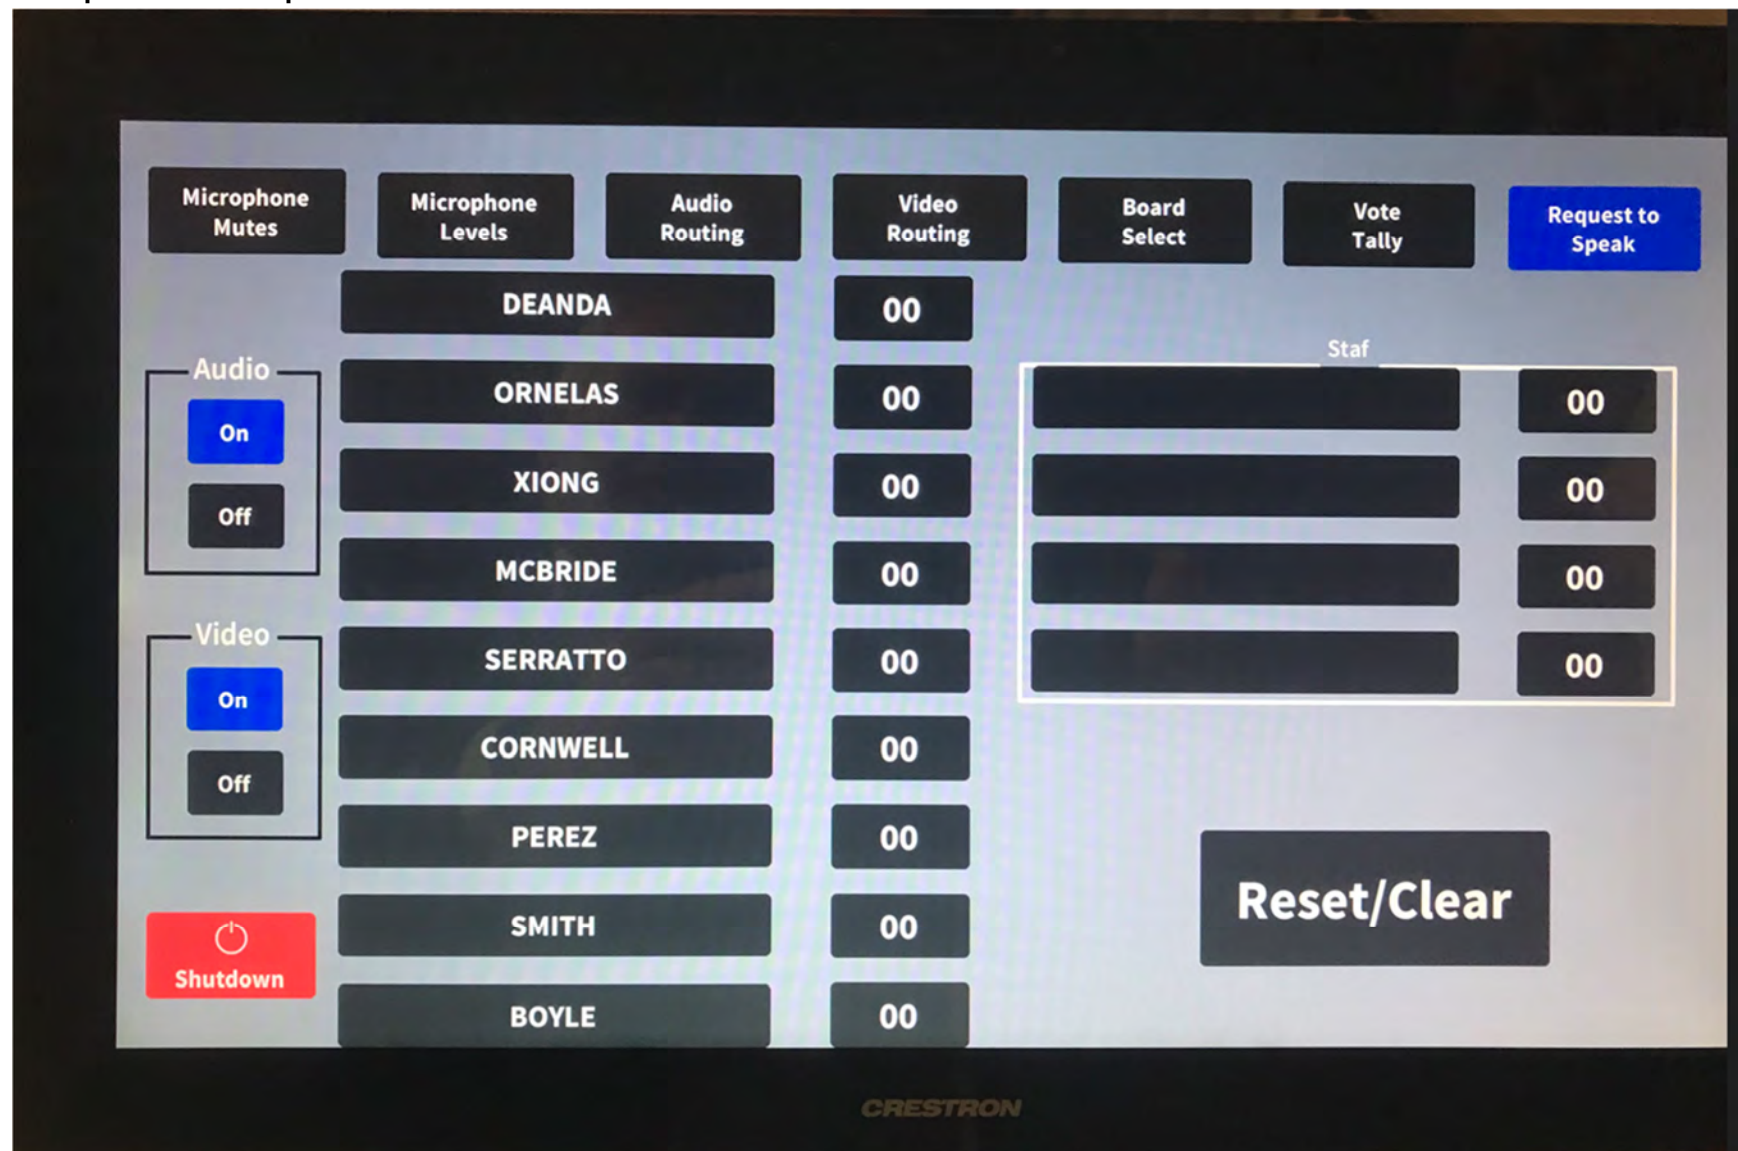 Microphone
Mutes
Microphone
Levels
Audio
Routing
Video
Routing
Board
Select
Vote
Tally
Request to
Speak
DEANDA 00
Staf
Audio
ORNELAS 00 00
On
XIONG 00 00
Off
MCBRIDE 00 00
Video
SERRATTO 00 00
On
CORNWELL 00
Off
PEREZ 00
Reset/Clear
SMITH 00
Shutdown
BOYLE 00
CRESTRON